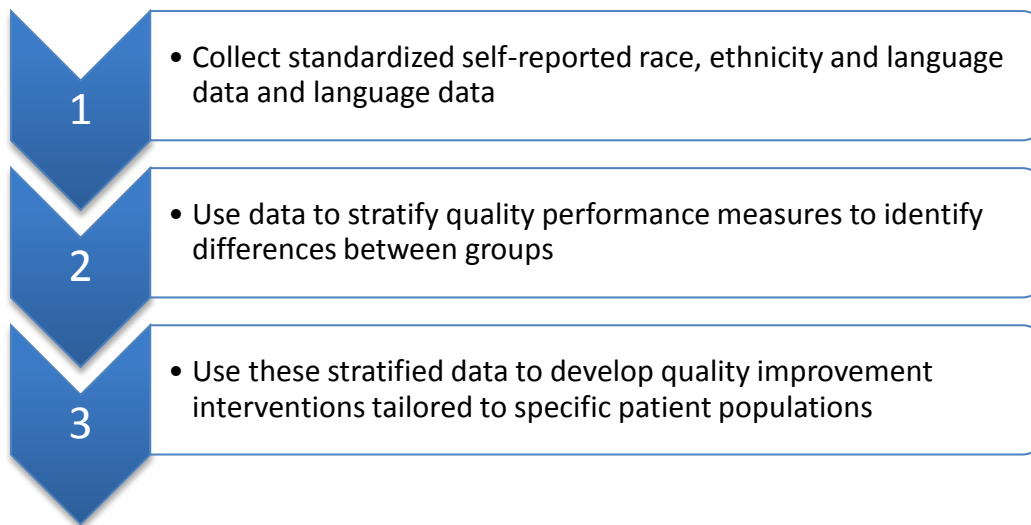 1
• Collect standardized self-reported race, ethnicity and language
data and language data
2
• Use data to stratify quality performance measures to identify
differences between groups
3
• Use these stratified data to develop quality improvement
interventions tailored to specific patient populations